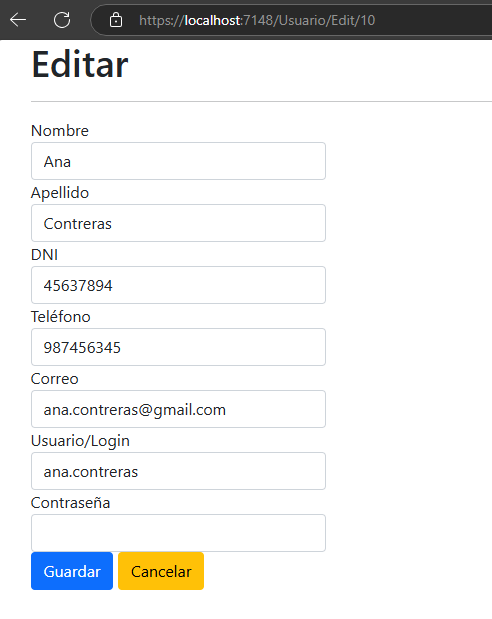 https://localhost:7148/Usuario/Edit/10
Editar
Nombre
Ana
Apellido
Contreras
DNI
45637894
Teléfono
987456345
Correo
ana.contreras@gmail.com
Usuario/Login
ana.contreras
Contraseña
Guardar Cancelar